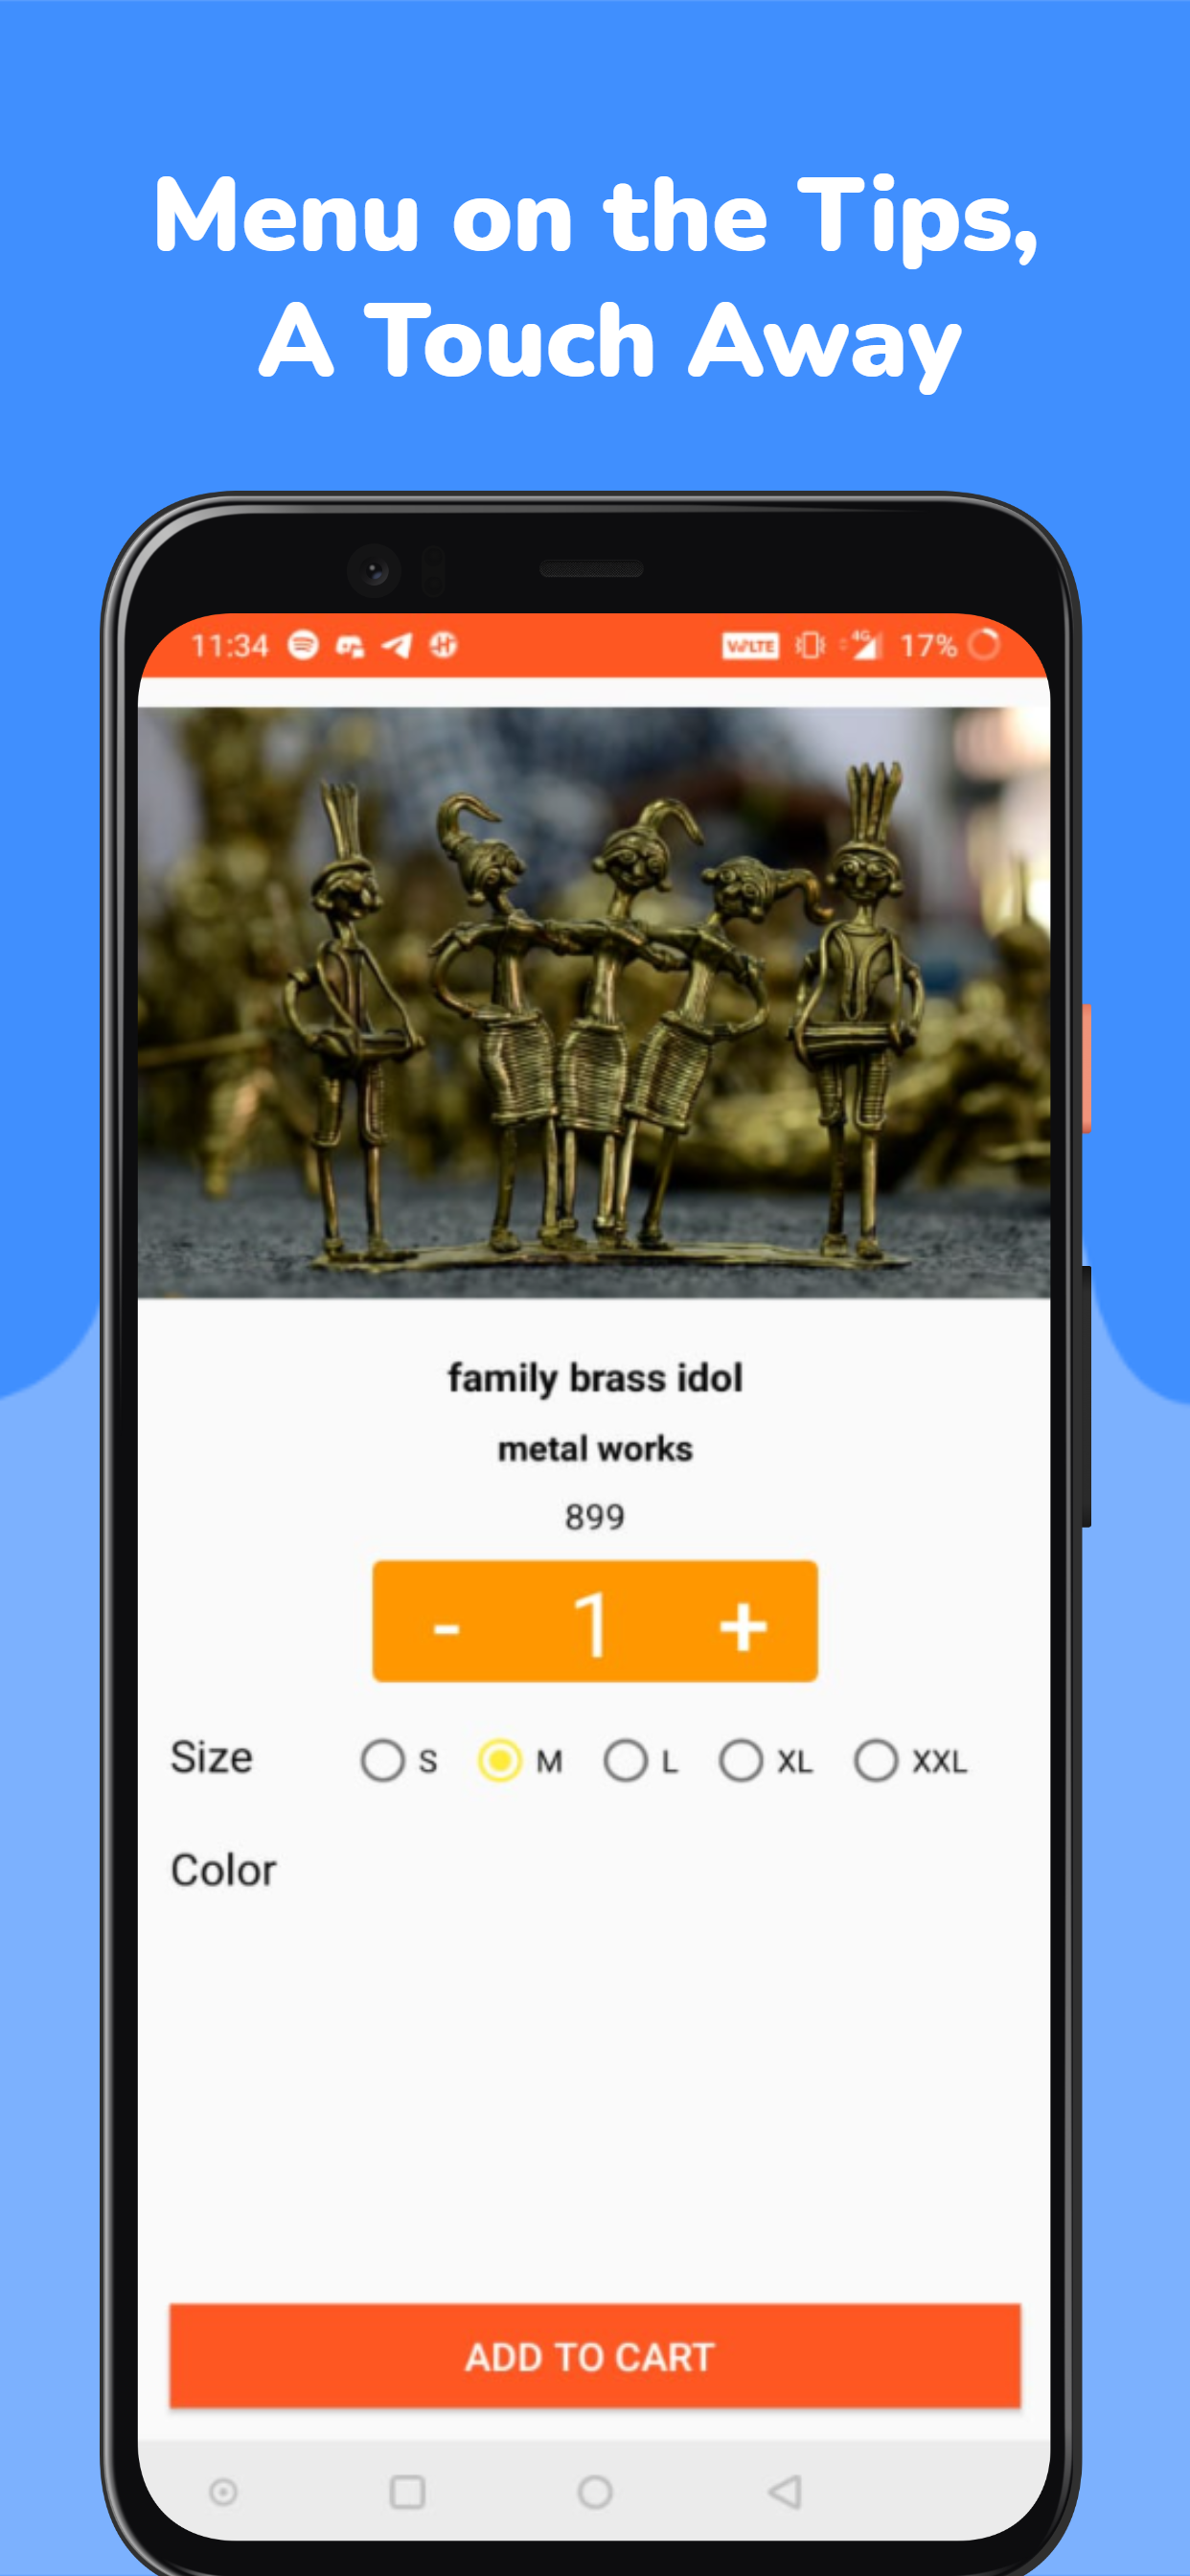 Menu on the Tips,
A Touch Away
11:34 VoLTE 4G 17%
family brass idol
metal works
899
- 1 +
Size S M L XL XXL
Color
ADD TO CART